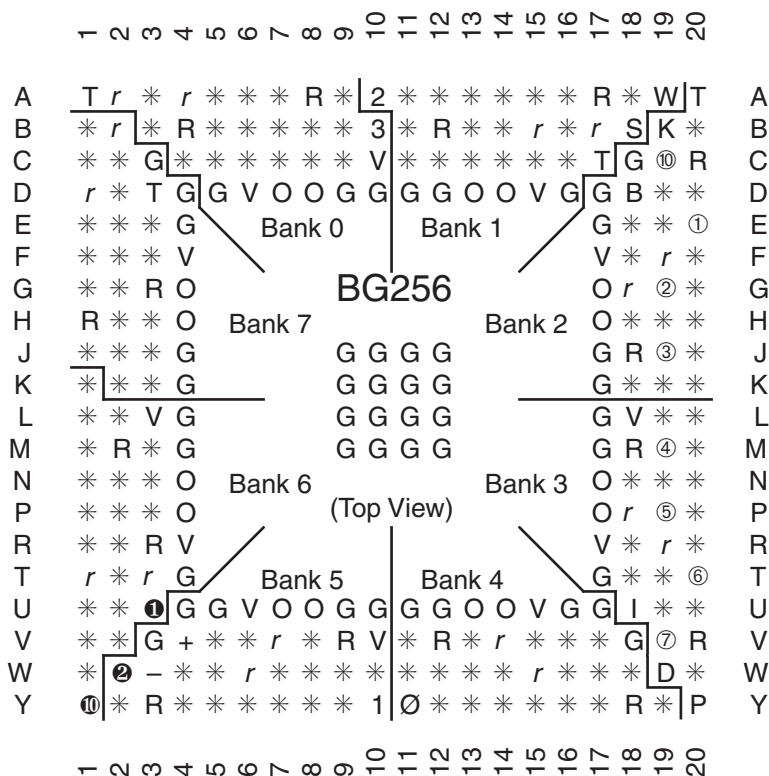 1 2 3 4 5 6 7 8 9 10 11 12 13 14 15 16 17 18 19 20
A T r ✳ r ✳ ✳ ✳ R ✳ 2 ✳ ✳ ✳ ✳ ✳ ✳ R ✳ W T A
B ✳ r ✳ R ✳ ✳ ✳ ✳ ✳ 3 ✳ R ✳ ✳ r ✳ r S K ✳ B
C ✳ ✳ G ✳ ✳ ✳ ✳ ✳ ✳ V ✳ ✳ ✳ ✳ ✳ ✳ T G ⑩ R C
D r ✳ T G G V O O G G G G O O V G G B ✳ ✳ D
E ✳ ✳ ✳ G Bank 0 Bank 1 G ✳ ✳ ① E
F ✳ ✳ ✳ V V ✳ r ✳ F
G ✳ ✳ R O BG256 O r ② ✳ G
H R ✳ ✳ O Bank 7 Bank 2 O ✳ ✳ ✳ H
J ✳ ✳ ✳ G G G G G G R ③ ✳ J
K ✳ ✳ ✳ G G G G G G ✳ ✳ ✳ K
L ✳ ✳ V G G G G G G V ✳ ✳ L
M ✳ R ✳ G G G G G G R ④ ✳ M
N ✳ ✳ ✳ O Bank 6 Bank 3 O ✳ ✳ ✳ N
P ✳ ✳ ✳ O (Top View) O r ⑤ ✳ P
R ✳ ✳ R V V ✳ r ✳ R
T r ✳ r G Bank 5 Bank 4 G ✳ ✳ ⑥ T
U ✳ ✳ ❶ G G V O O G G G G O O V G G I ✳ ✳ U
V ✳ ✳ G + ✳ ✳ r ✳ R V ✳ R ✳ r ✳ ✳ ✳ G ⑦ R V
W ✳ ❷ – ✳ ✳ r ✳ ✳ ✳ ✳ ✳ ✳ ✳ ✳ r ✳ ✳ ✳ D ✳ W
Y ❿ ✳ R ✳ ✳ ✳ ✳ ✳ ✳ 1 Ø ✳ ✳ ✳ ✳ ✳ ✳ R ✳ P Y
1 2 3 4 5 6 7 8 9 10 11 12 13 14 15 16 17 18 19 20